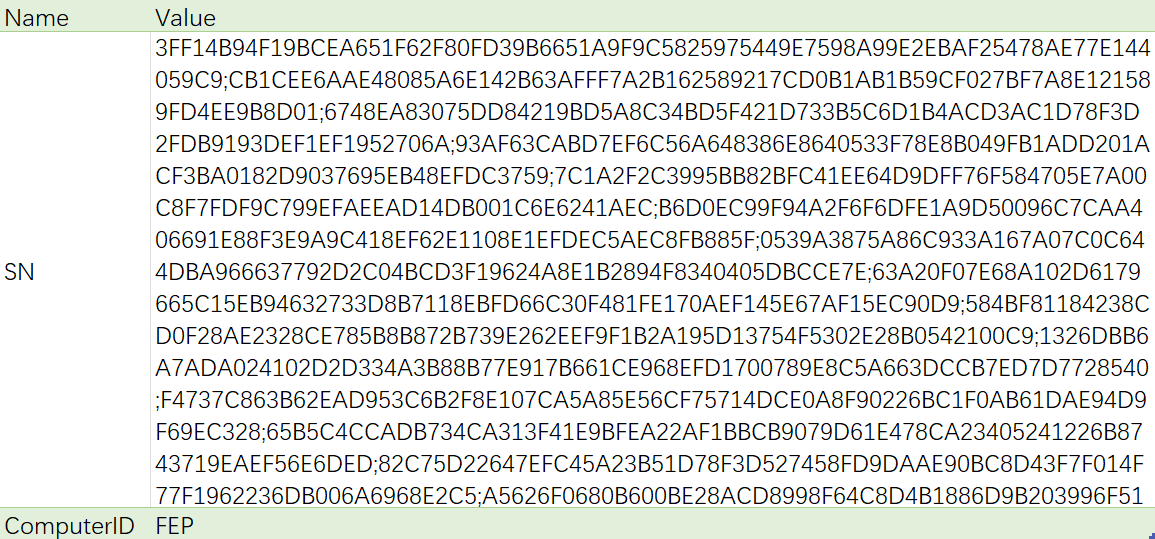 Name Value
3FF14B94F19BCEA651F62F80FD39B6651A9F9C5825975449E7598A99E2EBAF25478AE77E144
059C9;CB1CEE6AAE48085A6E142B63AFFF7A2B162589217CD0B1AB1B59CF027BF7A8E12158
9FD4EE9B8D01;6748EA83075DD84219BD5A8C34BD5F421D733B5C6D1B4ACD3AC1D78F3D
2FDB9193DEF1EF1952706A;93AF63CABD7EF6C56A648386E8640533F78E8B049FB1ADD201A
CF3BA0182D9037695EB48EFDC3759;7C1A2F2C3995BB82BFC41EE64D9DFF76F584705E7A00
C8F7FDF9C799EFAEEAD14DB001C6E6241AEC;B6D0EC99F94A2F6F6DFE1A9D50096C7CAA4
06691E88F3E9A9C418EF62E1108E1EFDEC5AEC8FB885F;0539A3875A86C933A167A07C0C64
4DBA966637792D2C04BCD3F19624A8E1B2894F8340405DBCCE7E;63A20F07E68A102D6179
SN
665C15EB94632733D8B7118EBFD66C30F481FE170AEF145E67AF15EC90D9;584BF81184238C
D0F28AE2328CE785B8B872B739E262EEF9F1B2A195D13754F5302E28B0542100C9;1326DBB6
A7ADA024102D2D334A3B88B77E917B661CE968EFD1700789E8C5A663DCCB7ED7D7728540
;F4737C863B62EAD953C6B2F8E107CA5A85E56CF75714DCE0A8F90226BC1F0AB61DAE94D9
F69EC328;65B5C4CCADB734CA313F41E9BFEA22AF1BBCB9079D61E478CA23405241226B87
43719EAEF56E6DED;82C75D22647EFC45A23B51D78F3D527458FD9DAAE90BC8D43F7F014F
77F1962236DB006A6968E2C5;A5626F0680B600BE28ACD8998F64C8D4B1886D9B203996F51
ComputerID FEP